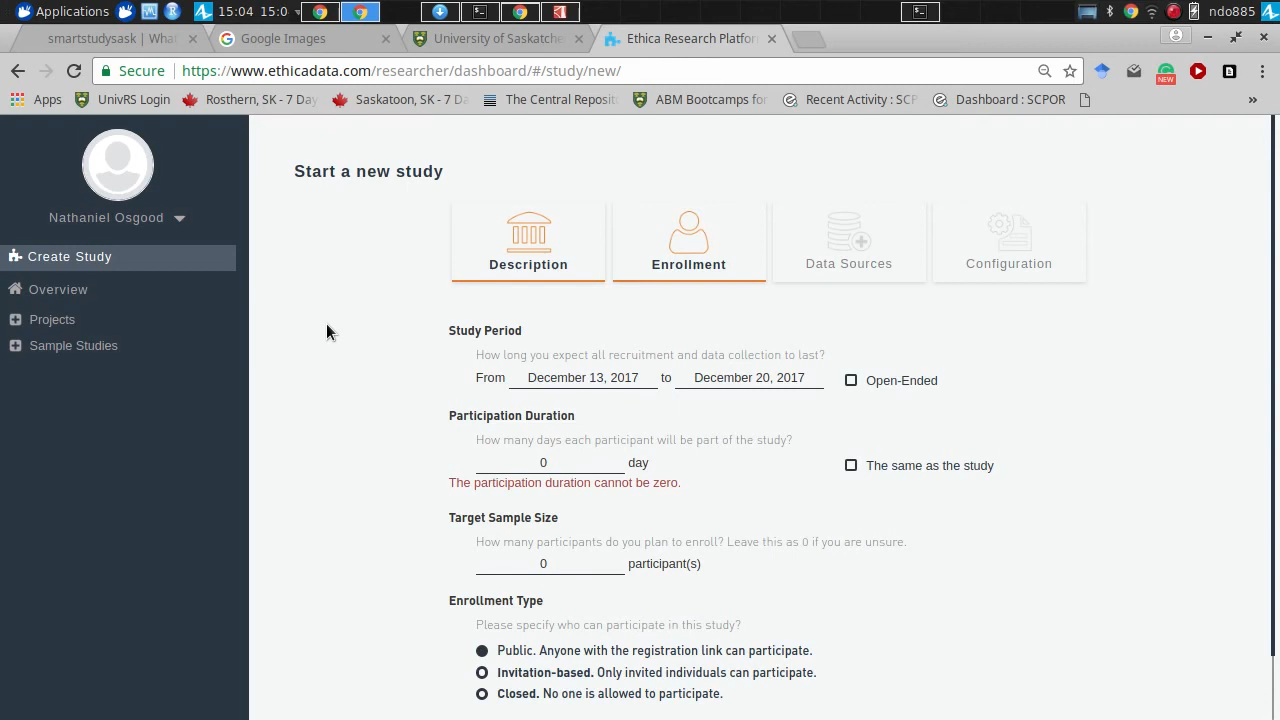 Applications 15:04 15:0 ndo885
smartstudysask | Wha Google Images University of Saskatche Ethica Research Platfor
Secure https://www.ethicadata.com/researcher/dashboard/#/study/new/ NEW
Apps UnivRS Login Rosthern, SK - 7 Da Saskatoon, SK - 7 Da The Central Reposit ABM Bootcamps fo Recent Activity : SCP Dashboard : SCPOR »
Nathaniel Osgood
Create Study
Overview
Projects
Sample Studies
Start a new study
Description Enrollment Data Sources Configuration
Study Period
How long you expect all recruitment and data collection to last?
From December 13, 2017 to December 20, 2017 Open-Ended
Participation Duration
How many days each participant will be part of the study?
0 day The same as the study
The participation duration cannot be zero.
Target Sample Size
How many participants do you plan to enroll? Leave this as 0 if you are unsure.
0 participant(s)
Enrollment Type
Please specify who can participate in this study?
Public. Anyone with the registration link can participate.
Invitation-based. Only invited individuals can participate.
Closed. No one is allowed to participate.